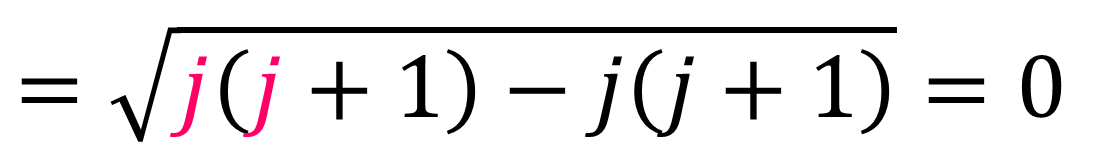 = √j(j + 1) − j(j + 1) = 0